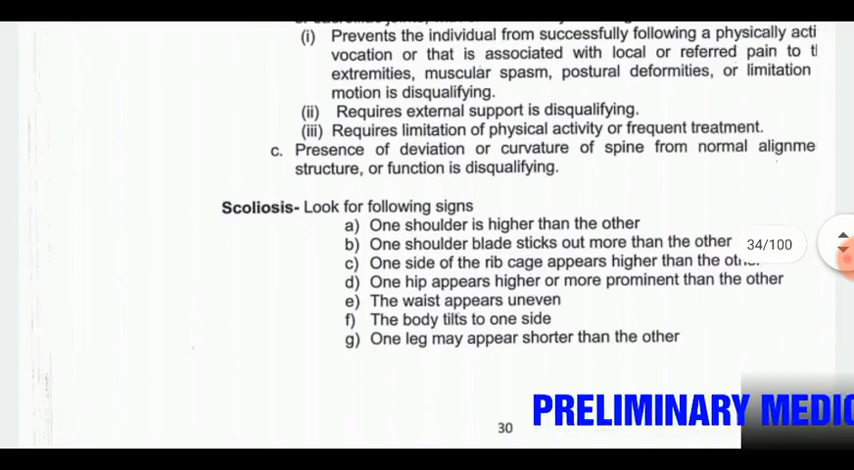 (i) Prevents the individual from successfully following a physically acti
vocation or that is associated with local or referred pain to t
extremities, muscular spasm, postural deformities, or limitation
motion is disqualifying.
(ii) Requires external support is disqualifying.
(iii) Requires limitation of physical activity or frequent treatment.
c. Presence of deviation or curvature of spine from normal alignme
structure, or function is disqualifying.
Scoliosis- Look for following signs
a) One shoulder is higher than the other
b) One shoulder blade sticks out more than the other
34/100
c) One side of the rib cage appears higher than the
d) One hip appears higher or more prominent than the other
e) The waist appears uneven
f) The body tilts to one side
g) One leg may appear shorter than the other
30
PRELIMINARY MEDIC